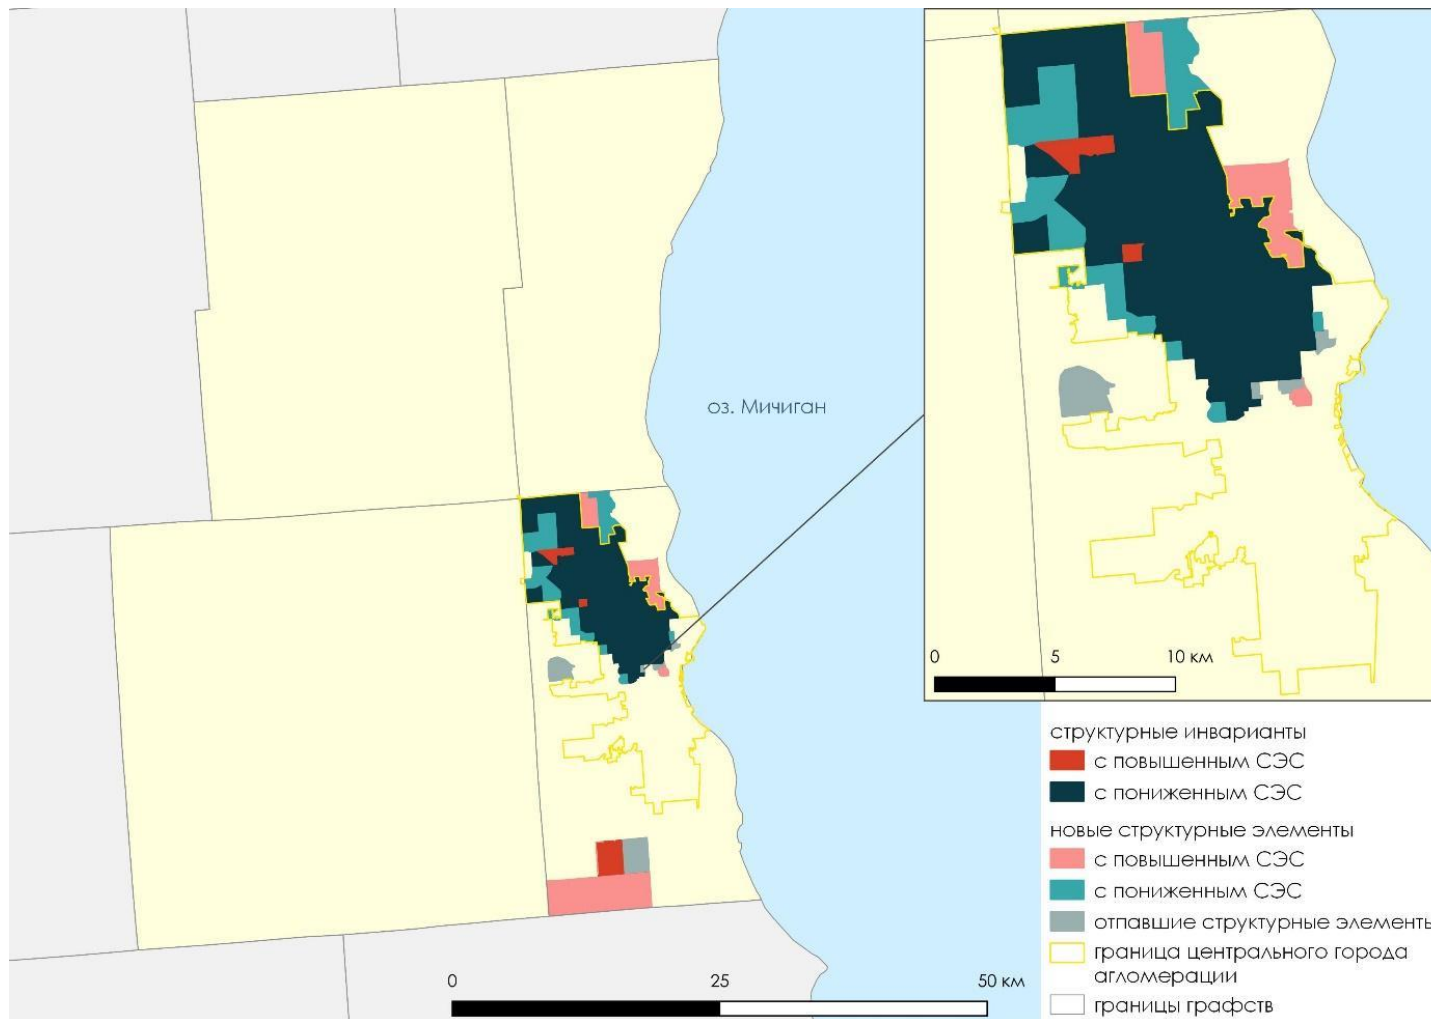 оз. Мичиган
0 5 10 км
структурные инварианты
с повышенным СЭС
с пониженным СЭС
новые структурные элементы
с повышенным СЭС
с пониженным СЭС
отпавшие структурные элементы
граница центрального города
агломерации
границы графств
0 25 50 км